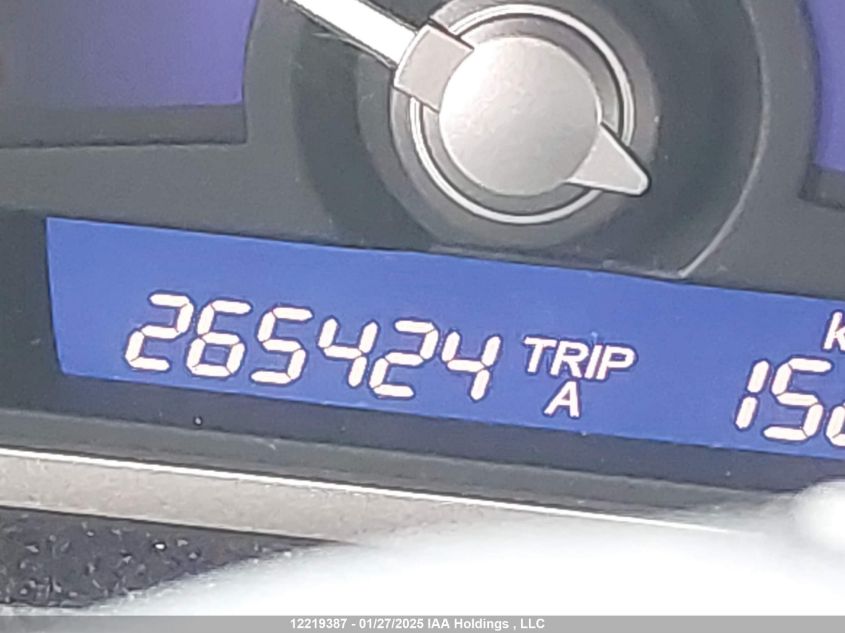 265424 TRIP
A
12219387 - 01/27/2025 IAA Holdings , LLC